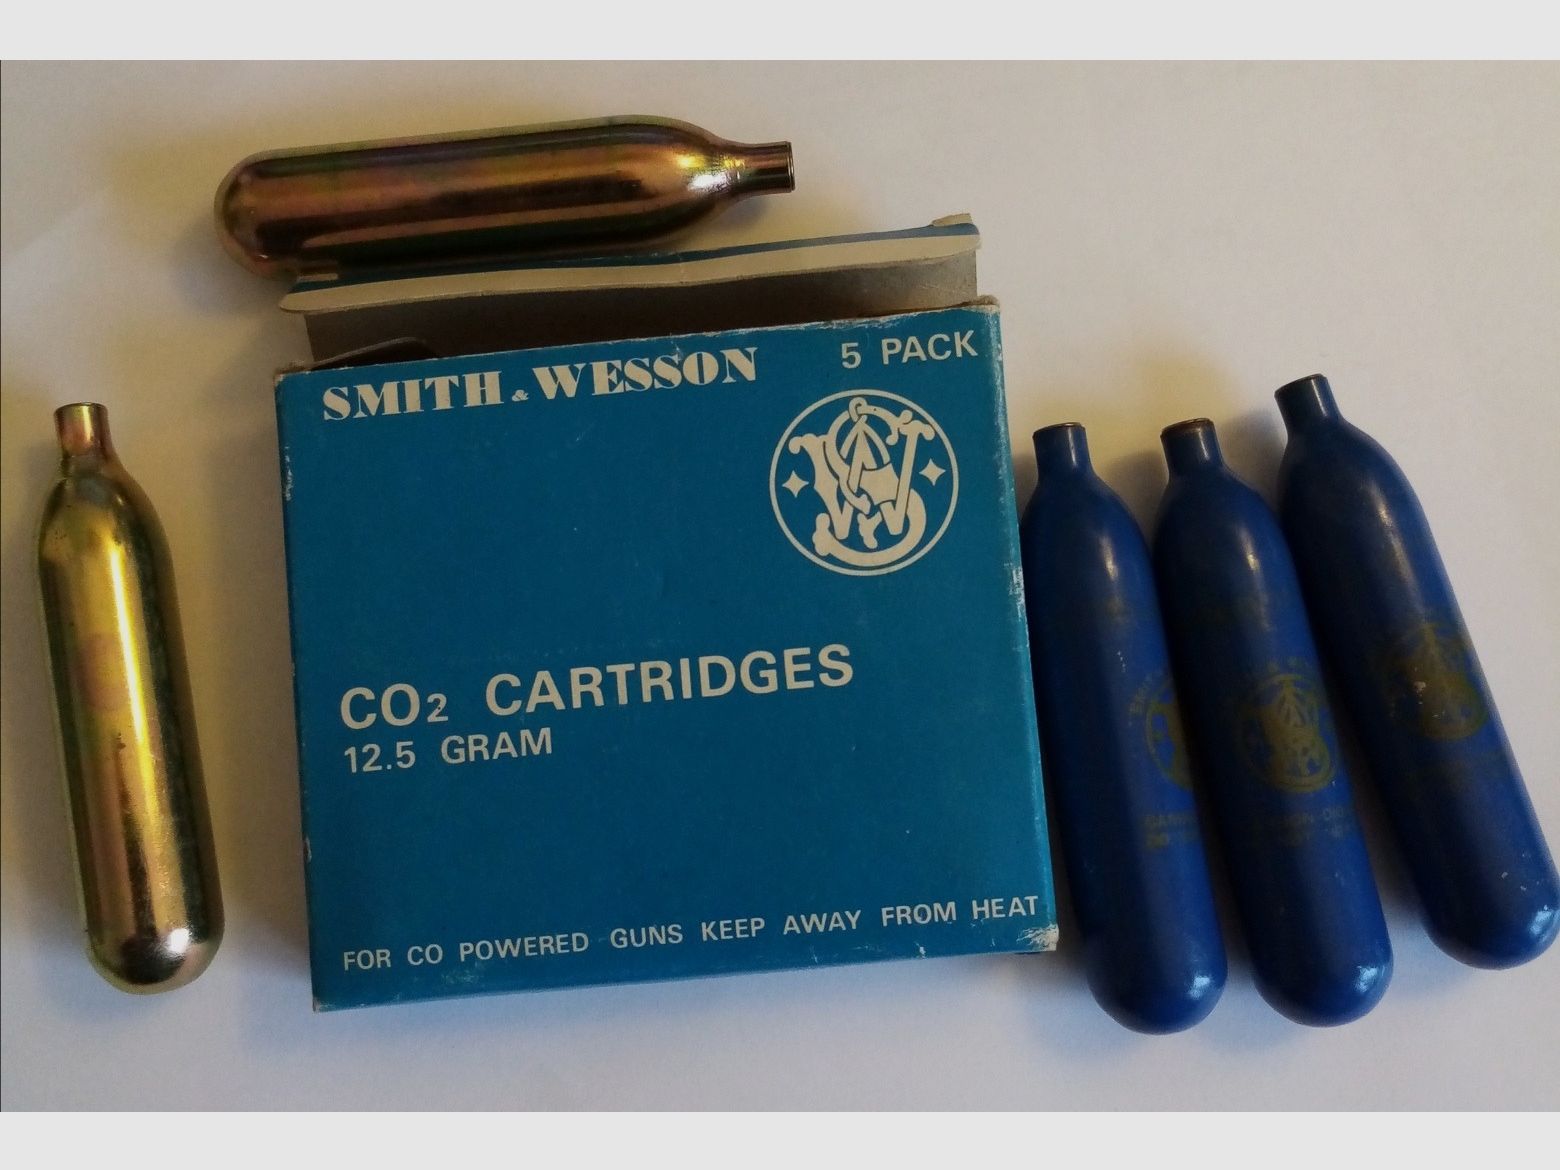 SMITH & WESSON
5 PACK
CO₂ CARTRIDGES
12.5 GRAM
FOR CO POWERED GUNS KEEP AWAY FROM HEAT